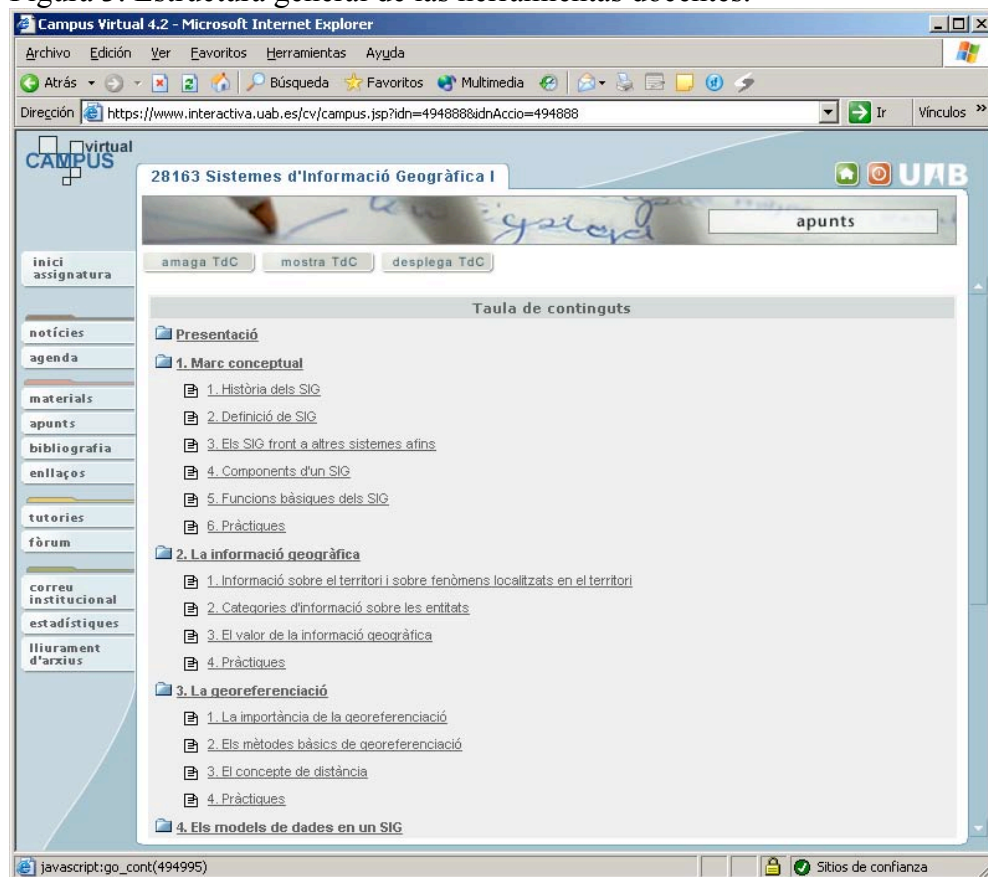 Figura 3. Estructura general de las herramientas docentes.
Campus Virtual 4.2 - Microsoft Internet Explorer
Archivo Edición Ver Favoritos Herramientas Ayuda
Atrás Búsqueda Favoritos Multimedia
Dirección https://www.interactiva.uab.es/cv/campus.jsp?idn=494888&idnAccio=494888 Ir Vínculos »
virtual
CAMPUS
28163 Sistemes d'Informació Geogràfica I
UAB
apunts
inici
assignatura
amaga TdC mostra TdC desplega TdC
Taula de continguts
notícies
agenda
materials
apunts
bibliografia
enllaços
tutories
fòrum
correu
institucional
estadístiques
lliurament
d'arxius
Presentació
1. Marc conceptual
1. Història dels SIG
2. Definició de SIG
3. Els SIG front a altres sistemes afins
4. Components d'un SIG
5. Funcions bàsiques dels SIG
6. Pràctiques
2. La informació geogràfica
1. Informació sobre el territori i sobre fenòmens localitzats en el territori
2. Categories d'informació sobre les entitats
3. El valor de la informació geogràfica
4. Pràctiques
3. La georeferenciació
1. La importància de la georeferenciació
2. Els mètodes bàsics de georeferenciació
3. El concepte de distància
4. Pràctiques
4. Els models de dades en un SIG
javascript:go_cont(494995) Sitios de confianza